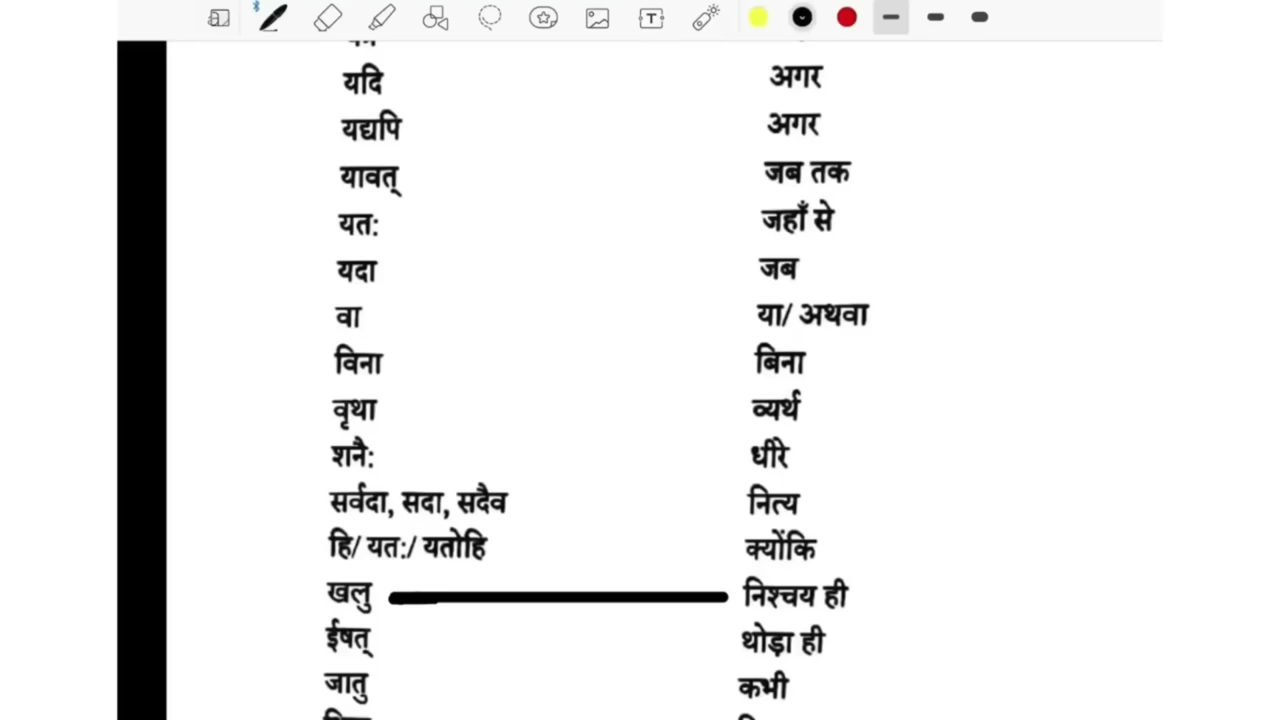 यदि अगर
यद्यपि अगर
यावत् जब तक
यत: जहाँ से
यदा जब
वा या/ अथवा
विना बिना
वृथा व्यर्थ
शनै: धीरे
सर्वदा, सदा, सदैव नित्य
हि/ यत:/ यतोहि क्योंकि
खलु निश्चय ही
ईषत् थोड़ा ही
जातु कभी